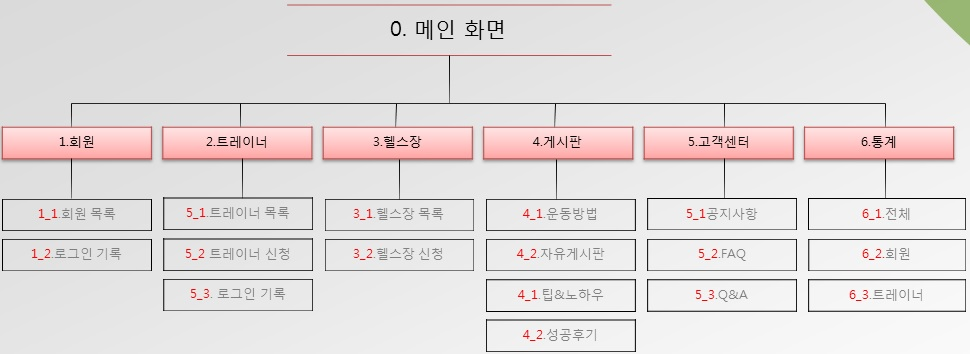 0. 메인 화면
1.회원
2.트레이너
3.헬스장
4.게시판
5.고객센터
6.통계
1_1.회원 목록
5_1.트레이너 목록
3_1.헬스장 목록
4_1.운동방법
5_1공지사항
6_1.전체
1_2.로그인 기록
5_2 트레이너 신청
3_2.헬스장 신청
4_2.자유게시판
5_2.FAQ
6_2.회원
5_3. 로그인 기록
4_1.팁&노하우
5_3.Q&A
6_3.트레이너
4_2.성공후기